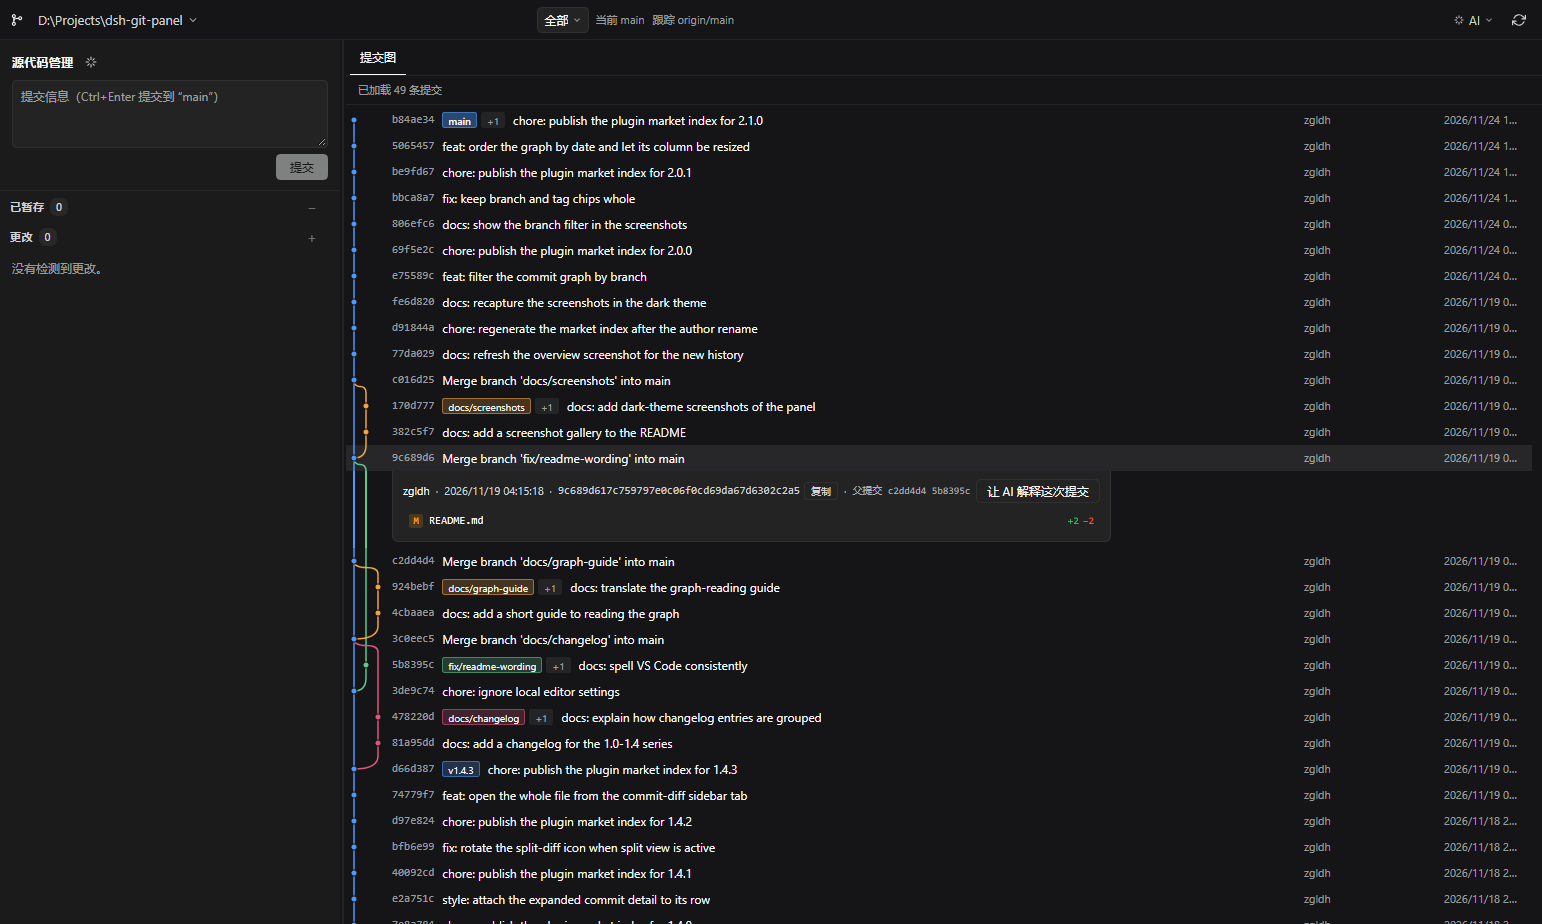 D:\Projects\dsh-git-panel
全部 当前 main 跟踪 origin/main
AI
源代码管理
提交信息（Ctrl+Enter 提交到 “main”）
提交
已暂存 0
更改 0
没有检测到更改。
提交图
已加载 49 条提交
b84ae34 main +1 chore: publish the plugin market index for 2.1.0 zgldh 2026/11/24 1...
5065457 feat: order the graph by date and let its column be resized zgldh 2026/11/24 1...
be9fd67 chore: publish the plugin market index for 2.0.1 zgldh 2026/11/24 1...
bbca8a7 fix: keep branch and tag chips whole zgldh 2026/11/24 1...
806efc6 docs: show the branch filter in the screenshots zgldh 2026/11/24 0...
69f5e2c chore: publish the plugin market index for 2.0.0 zgldh 2026/11/24 0...
e75589c feat: filter the commit graph by branch zgldh 2026/11/24 0...
fe6d820 docs: recapture the screenshots in the dark theme zgldh 2026/11/19 0...
d91844a chore: regenerate the market index after the author rename zgldh 2026/11/19 0...
77da029 docs: refresh the overview screenshot for the new history zgldh 2026/11/19 0...
c016d25 Merge branch 'docs/screenshots' into main zgldh 2026/11/19 0...
170d777 docs/screenshots +1 docs: add dark-theme screenshots of the panel zgldh 2026/11/19 0...
382c5f7 docs: add a screenshot gallery to the README zgldh 2026/11/19 0...
9c689d6 Merge branch 'fix/readme-wording' into main zgldh 2026/11/19 0...
zgldh · 2026/11/19 04:15:18 · 9c689d617c759797e0c06f0cd69da67d6302c2a5 复制 · 父提交 c2dd4d4 5b8395c 让 AI 解释这次提交
M README.md +2 −2
c2dd4d4 Merge branch 'docs/graph-guide' into main zgldh 2026/11/19 0...
924bebf docs/graph-guide +1 docs: translate the graph-reading guide zgldh 2026/11/19 0...
4cbaaea docs: add a short guide to reading the graph zgldh 2026/11/19 0...
3c0eec5 Merge branch 'docs/changelog' into main zgldh 2026/11/19 0...
5b8395c fix/readme-wording +1 docs: spell VS Code consistently zgldh 2026/11/19 0...
3de9c74 chore: ignore local editor settings zgldh 2026/11/19 0...
478220d docs/changelog +1 docs: explain how changelog entries are grouped zgldh 2026/11/19 0...
81a95dd docs: add a changelog for the 1.0-1.4 series zgldh 2026/11/19 0...
d66d387 v1.4.3 chore: publish the plugin market index for 1.4.3 zgldh 2026/11/19 0...
74779f7 feat: open the whole file from the commit-diff sidebar tab zgldh 2026/11/19 0...
d97e824 chore: publish the plugin market index for 1.4.2 zgldh 2026/11/18 2...
bfb6e99 fix: rotate the split-diff icon when split view is active zgldh 2026/11/18 2...
40092cd chore: publish the plugin market index for 1.4.1 zgldh 2026/11/18 2...
e2a751c style: attach the expanded commit detail to its row zgldh 2026/11/18 2...